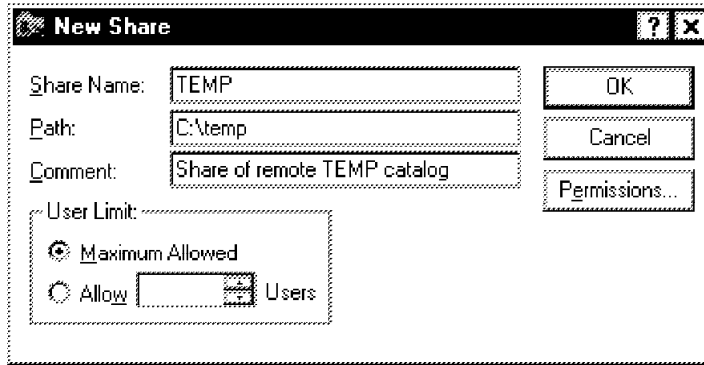 New Share
Share Name: TEMP
OK
Path: C:\temp
Cancel
Comment: Share of remote TEMP catalog
Permissions...
User Limit:
Maximum Allowed
Allow Users